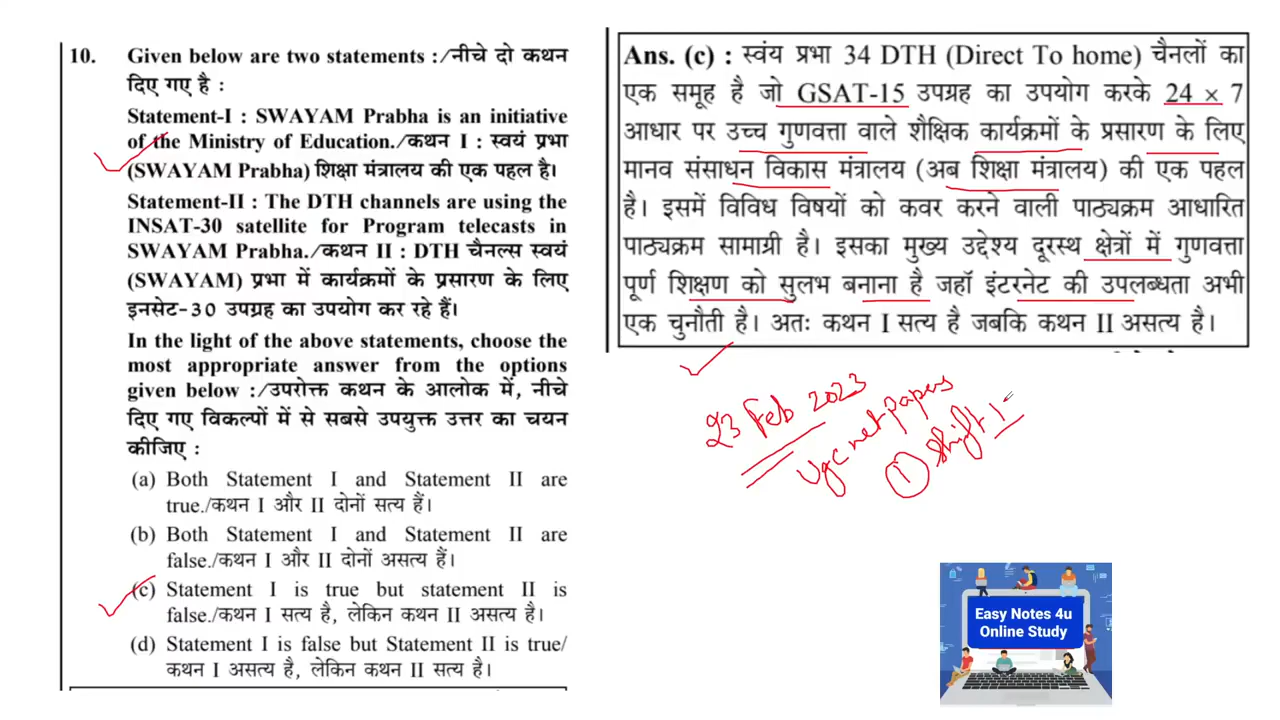 10. Given below are two statements :/नीचे दो कथन
दिए गए है :
Statement-I : SWAYAM Prabha is an initiative
of the Ministry of Education./कथन I : स्वयं प्रभा
(SWAYAM Prabha) शिक्षा मंत्रालय की एक पहल है।
Statement-II : The DTH channels are using the
INSAT-30 satellite for Program telecasts in
SWAYAM Prabha./कथन II : DTH चैनल्स स्वयं
(SWAYAM) प्रभा में कार्यक्रमों के प्रसारण के लिए
इनसेट-30 उपग्रह का उपयोग कर रहे हैं।
In the light of the above statements, choose the
most appropriate answer from the options
given below :/उपरोक्त कथन के आलोक में, नीचे
दिए गए विकल्पों में से सबसे उपयुक्त उत्तर का चयन
कीजिए :
(a) Both Statement I and Statement II are
true./कथन I और II दोनों सत्य हैं।
(b) Both Statement I and Statement II are
false./कथन I और II दोनों असत्य हैं।
(c) Statement I is true but statement II is
false./कथन I सत्य है, लेकिन कथन II असत्य है।
(d) Statement I is false but Statement II is true/
कथन I असत्य है, लेकिन कथन II सत्य है।
Ans. (c) : स्वंय प्रभा 34 DTH (Direct To home) चैनलों का
एक समूह है जो GSAT-15 उपग्रह का उपयोग करके 24 × 7
आधार पर उच्च गुणवत्ता वाले शैक्षिक कार्यक्रमों के प्रसारण के लिए
मानव संसाधन विकास मंत्रालय (अब शिक्षा मंत्रालय) की एक पहल
है। इसमें विविध विषयों को कवर करने वाली पाठ्यक्रम आधारित
पाठ्यक्रम सामाग्री है। इसका मुख्य उद्देश्य दूरस्थ क्षेत्रों में गुणवत्ता
पूर्ण शिक्षण को सुलभ बनाना है जहाँ इंटरनेट की उपलब्धता अभी
एक चुनौती है। अतः कथन I सत्य है जबकि कथन II असत्य है।
23 Feb 2023
Ugc net papers
① Shift I
Easy Notes 4u
Online Study